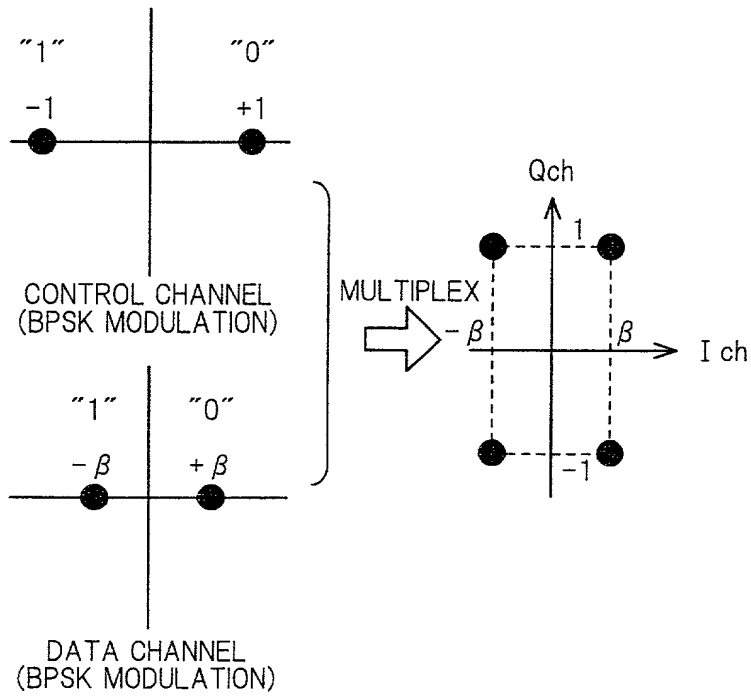 "1" "0"
-1 +1
CONTROL CHANNEL
(BPSK MODULATION)
"1" "0"
-β +β
DATA CHANNEL
(BPSK MODULATION)
MULTIPLEX
Qch
1
-β β
I ch
-1